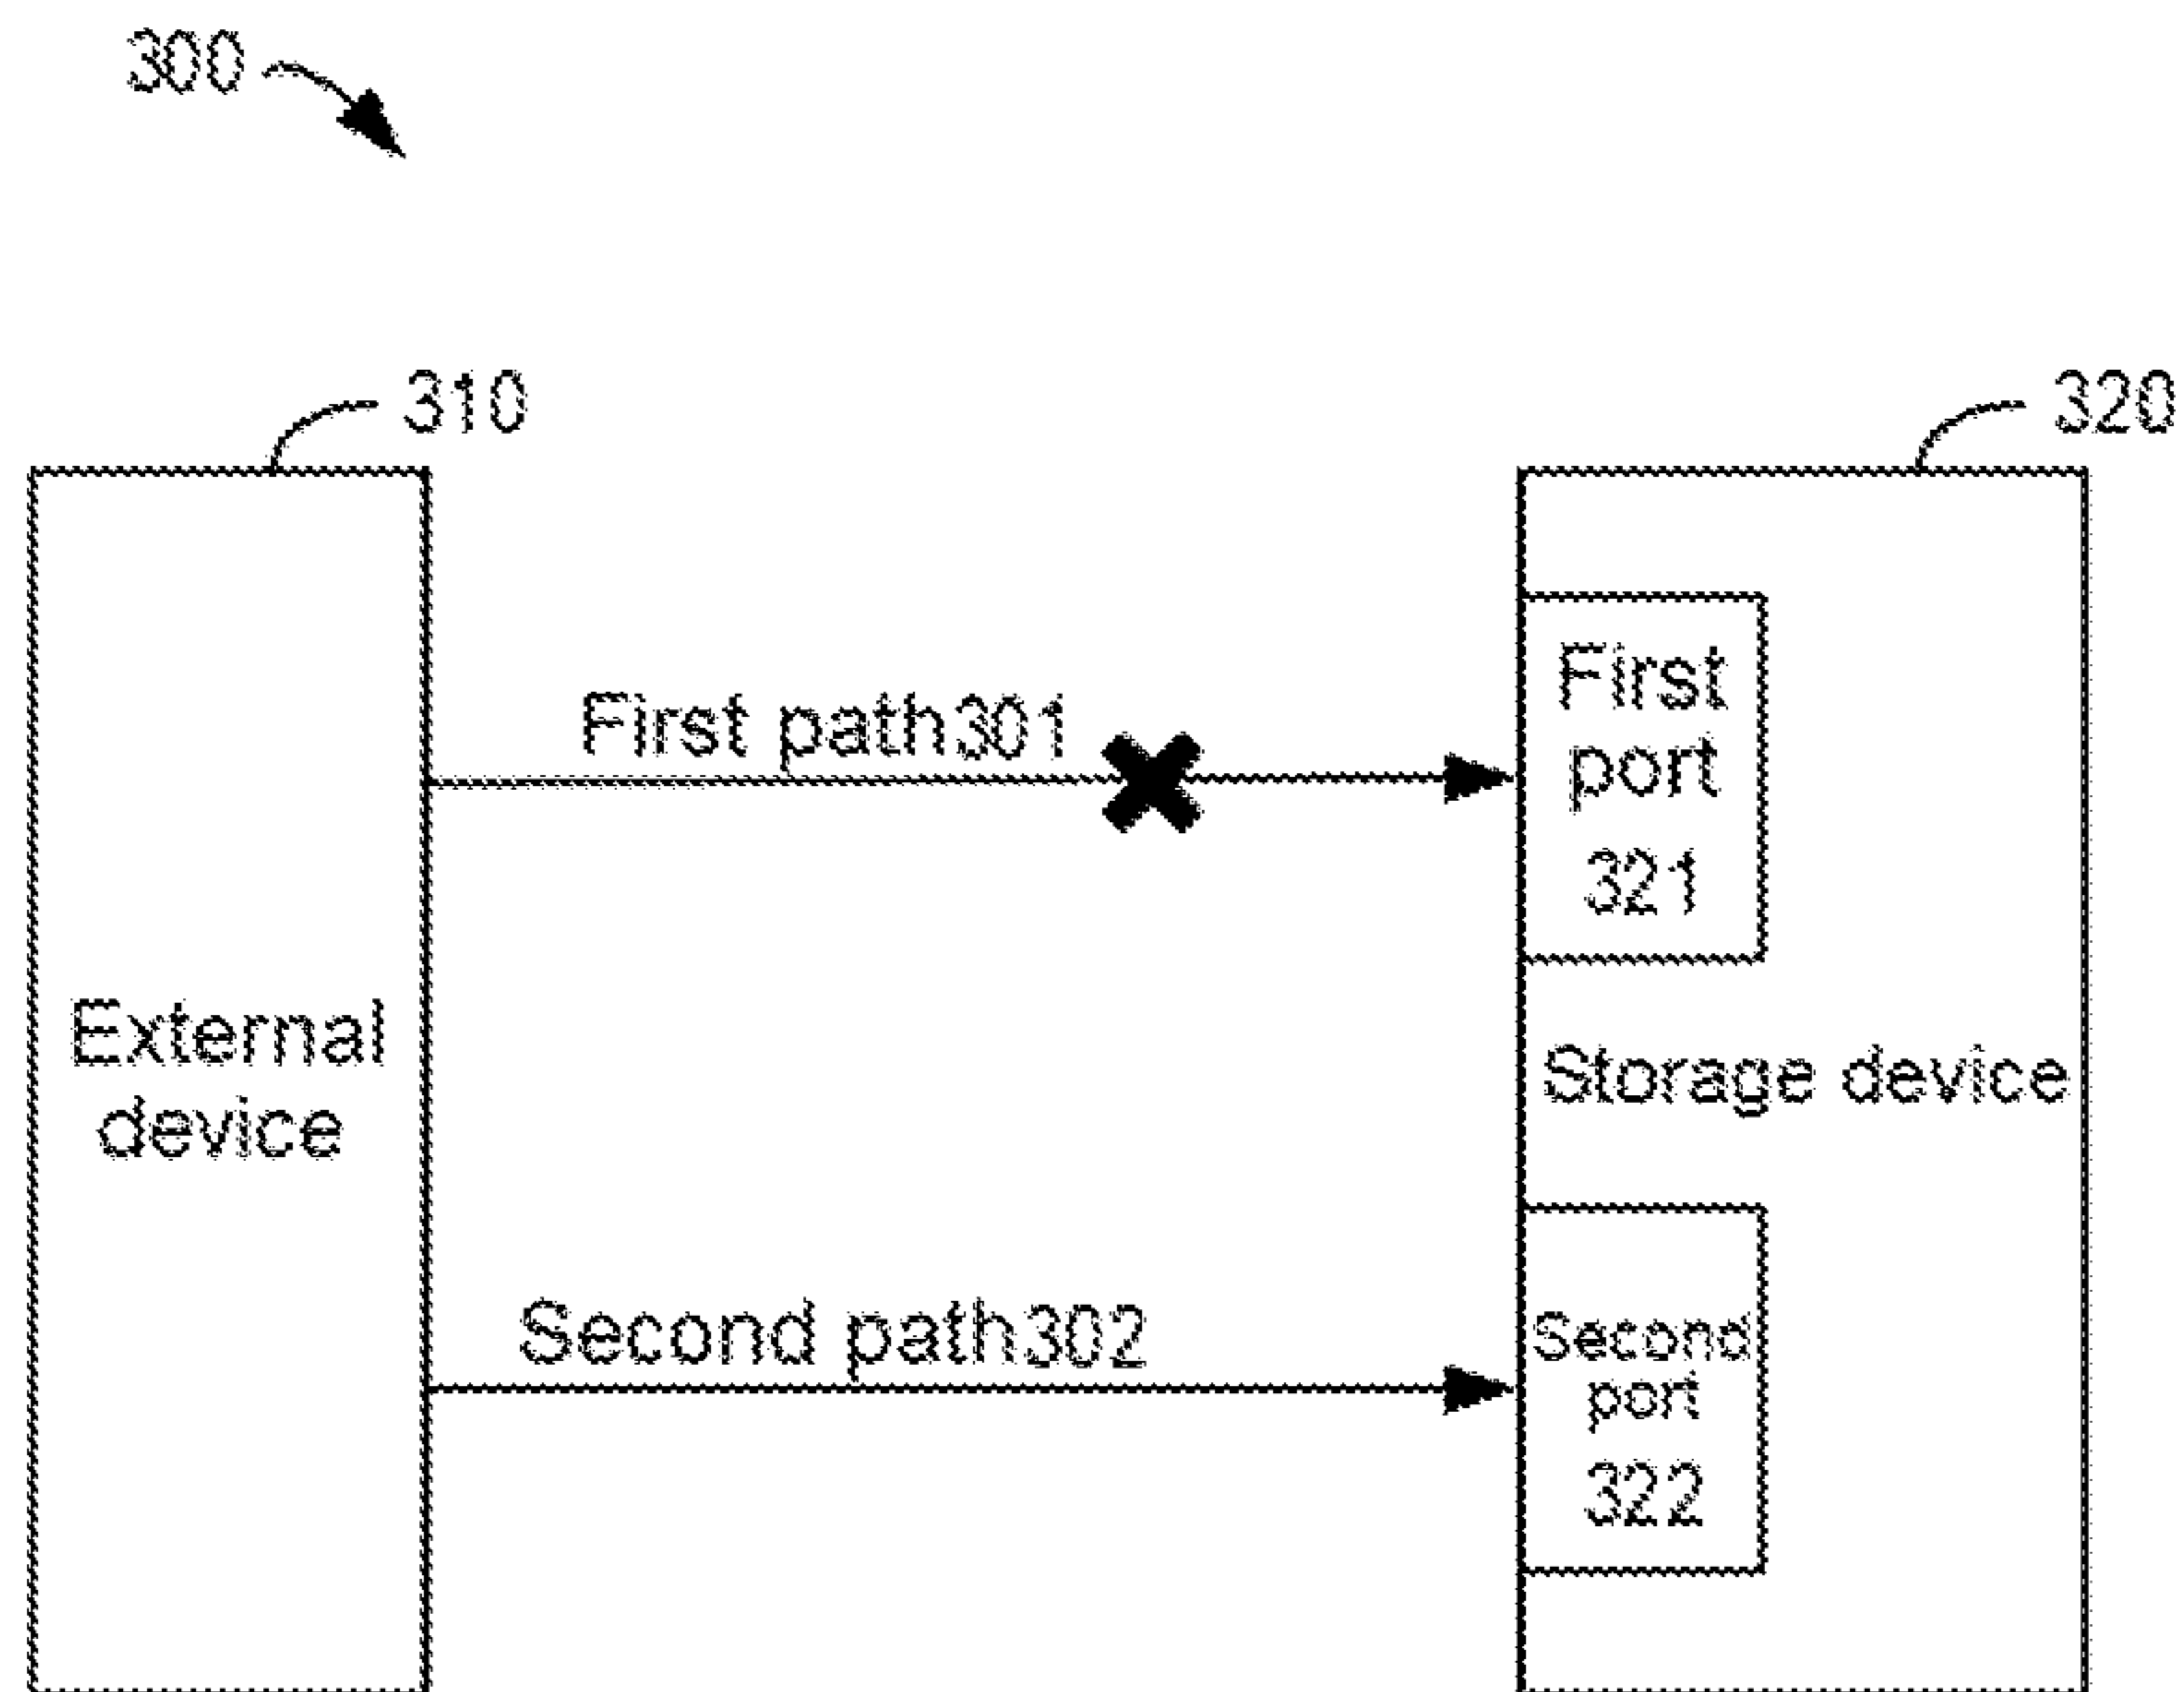 300
310
320
First path301
First
port
321
External
device
Storage device
Second path302
Second
port
322